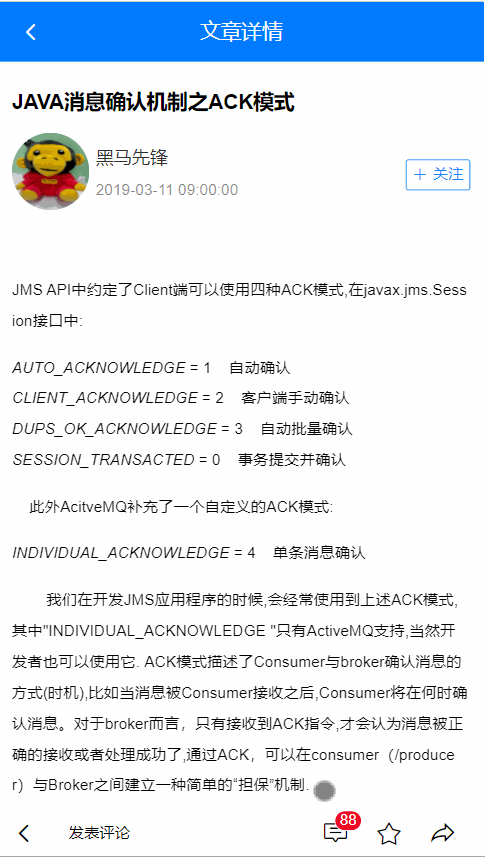 文章详情
JAVA消息确认机制之ACK模式
黑马先锋
2019-03-11 09:00:00
+ 关注
JMS API中约定了Client端可以使用四种ACK模式,在javax.jms.Sess
ion接口中:
AUTO_ACKNOWLEDGE = 1 自动确认
CLIENT_ACKNOWLEDGE = 2 客户端手动确认
DUPS_OK_ACKNOWLEDGE = 3 自动批量确认
SESSION_TRANSACTED = 0 事务提交并确认
此外AcitveMQ补充了一个自定义的ACK模式:
INDIVIDUAL_ACKNOWLEDGE = 4 单条消息确认
我们在开发JMS应用程序的时候,会经常使用到上述ACK模式,
其中"INDIVIDUAL_ACKNOWLEDGE "只有ActiveMQ支持,当然开
发者也可以使用它. ACK模式描述了Consumer与broker确认消息的
方式(时机),比如当消息被Consumer接收之后,Consumer将在何时确
认消息。对于broker而言，只有接收到ACK指令,才会认为消息被正
确的接收或者处理成功了,通过ACK，可以在consumer（/produce
r）与Broker之间建立一种简单的“担保”机制.
发表评论
88